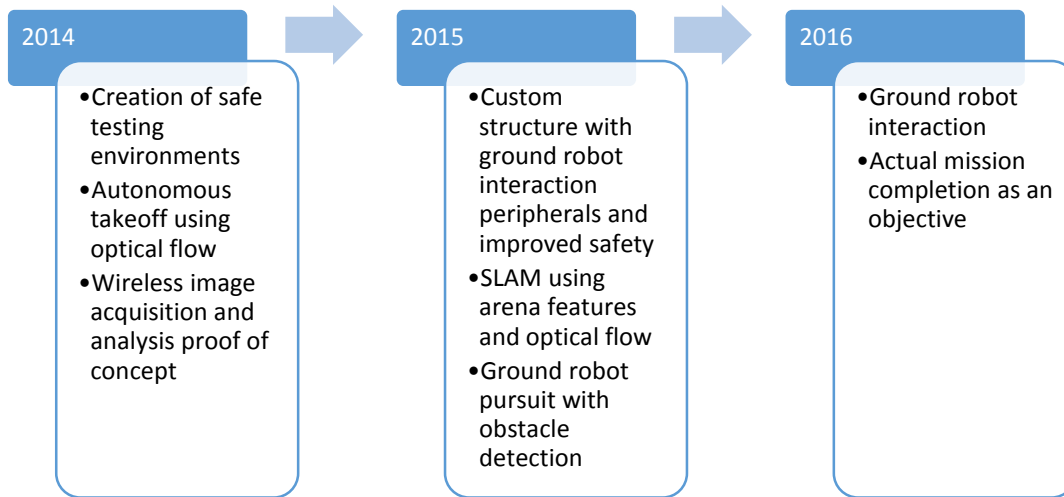 2014
•Creation of safe
testing
environments
•Autonomous
takeoff using
optical flow
•Wireless image
acquisition and
analysis proof of
concept
2015
•Custom
structure with
ground robot
interaction
peripherals and
improved safety
•SLAM using
arena features
and optical flow
•Ground robot
pursuit with
obstacle
detection
2016
•Ground robot
interaction
•Actual mission
completion as an
objective